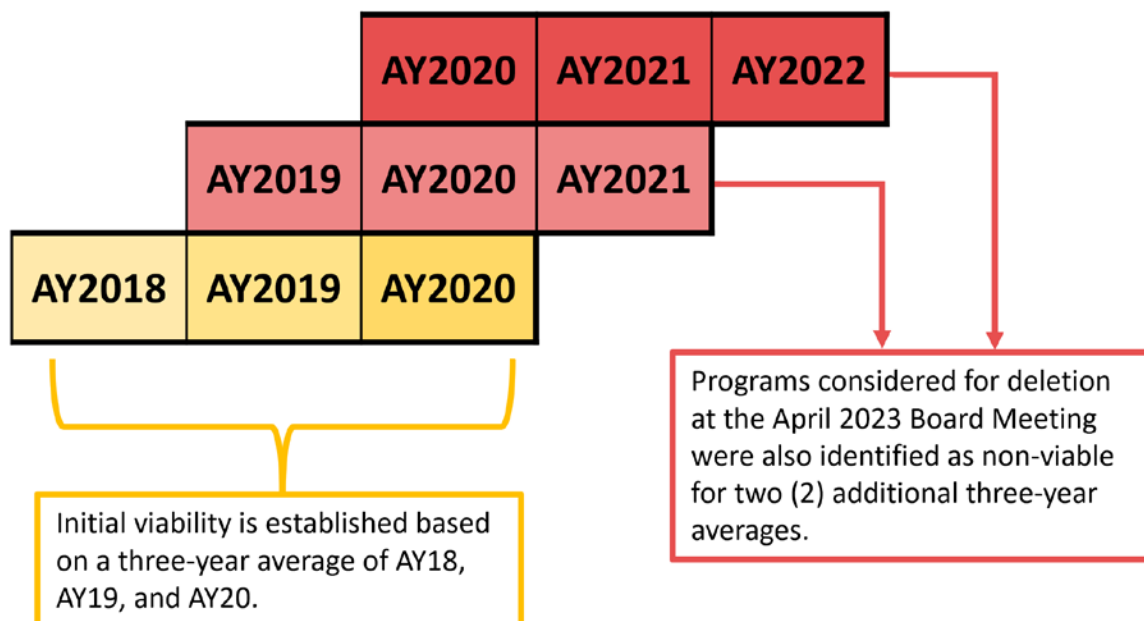 AY2020 AY2021 AY2022
AY2019 AY2020 AY2021
AY2018 AY2019 AY2020
Programs considered for deletion
at the April 2023 Board Meeting
were also identified as non-viable
for two (2) additional three-year
averages.
Initial viability is established based
on a three-year average of AY18,
AY19, and AY20.